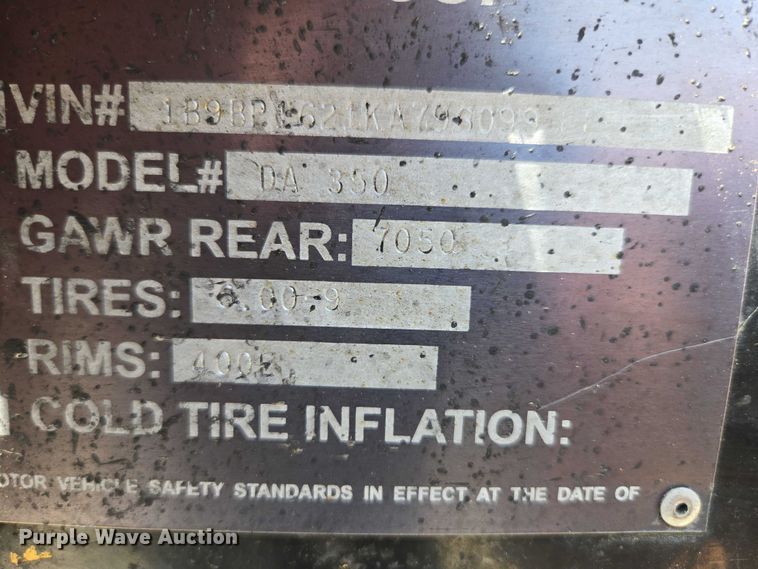 VIN#
MODEL# DA 350
GAWR REAR: 7050
TIRES:
RIMS:
COLD TIRE INFLATION:
VEHICLE SAFETY STANDARDS IN EFFECT AT THE DATE OF
Purple Wave Auction